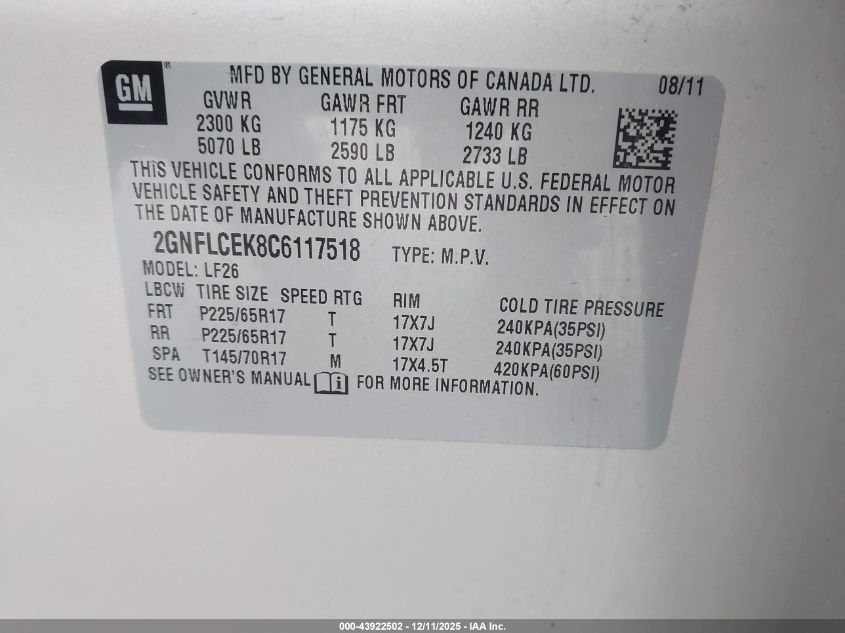 GM ®
MFD BY GENERAL MOTORS OF CANADA LTD. 08/11
GVWR GAWR FRT GAWR RR
2300 KG 1175 KG 1240 KG
5070 LB 2590 LB 2733 LB
THIS VEHICLE CONFORMS TO ALL APPLICABLE U.S. FEDERAL MOTOR
VEHICLE SAFETY AND THEFT PREVENTION STANDARDS IN EFFECT ON
THE DATE OF MANUFACTURE SHOWN ABOVE.
2GNFLCEK8C6117518 TYPE: M.P.V.
MODEL: LF26
LBCW TIRE SIZE SPEED RTG RIM COLD TIRE PRESSURE
FRT P225/65R17 T 17X7J 240KPA(35PSI)
RR P225/65R17 T 17X7J 240KPA(35PSI)
SPA T145/70R17 M 17X4.5T 420KPA(60PSI)
SEE OWNER'S MANUAL i FOR MORE INFORMATION.
000-43922502 - 12/11/2025 - IAA Inc.